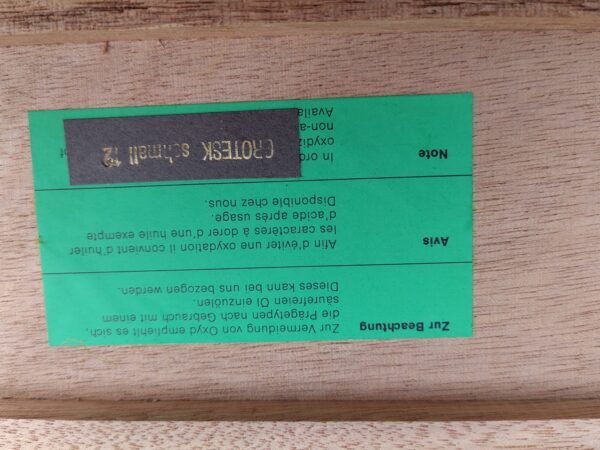 Zur Beachtung
Zur Vermeidung von Oxyd empfiehlt es sich,
die Prägetypen nach Gebrauch mit einem
säurefreien Öl einzuölen.
Dieses kann bei uns bezogen werden.
Avis
Afin d'éviter une oxydation il convient d'huiler
les caractères à dorer d'une huile exempte
d'acide après usage.
Disponible chez nous.
Note
In
GROTESK schmall 12